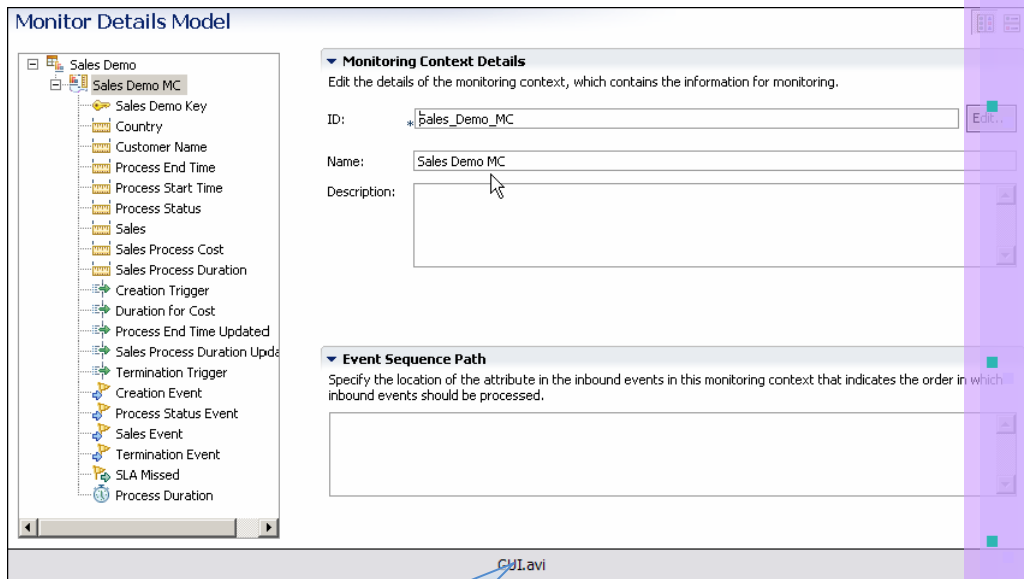 Monitor Details Model
Sales Demo
Sales Demo MC
Sales Demo Key
Country
Customer Name
Process End Time
Process Start Time
Process Status
Sales
Sales Process Cost
Sales Process Duration
Creation Trigger
Duration for Cost
Process End Time Updated
Sales Process Duration Upda
Termination Trigger
Creation Event
Process Status Event
Sales Event
Termination Event
SLA Missed
Process Duration
Monitoring Context Details
Edit the details of the monitoring context, which contains the information for monitoring.
ID:
* Sales_Demo_MC
Edit...
Name:
Sales Demo MC
Description:
Event Sequence Path
Specify the location of the attribute in the inbound events in this monitoring context that indicates the order in which
inbound events should be processed.
GUI.avi